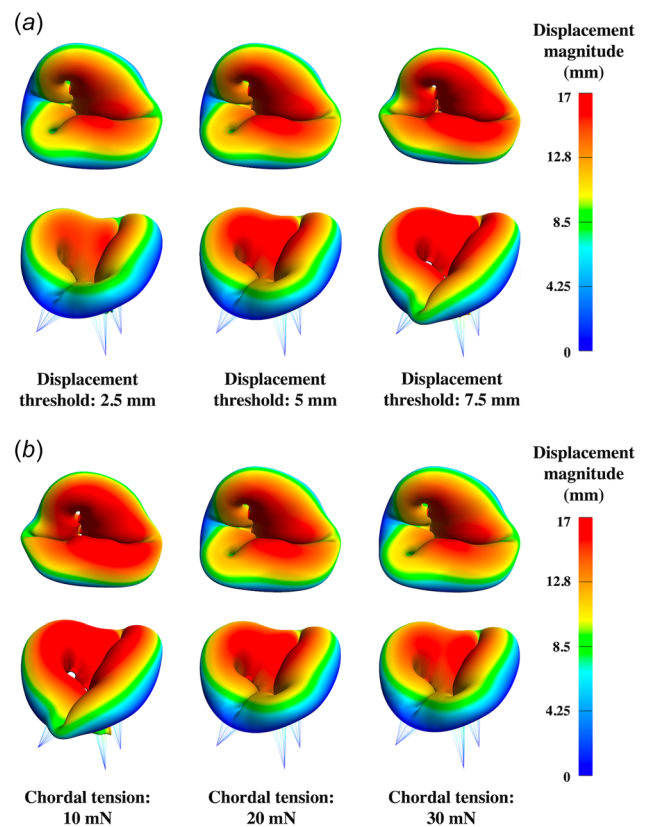 (a)
Displacement
magnitude
(mm)
17
12.8
8.5
4.25
0
Displacement
threshold: 2.5 mm
Displacement
threshold: 5 mm
Displacement
threshold: 7.5 mm
(b)
Displacement
magnitude
(mm)
17
12.8
8.5
4.25
0
Chordal tension:
10 mN
Chordal tension:
20 mN
Chordal tension:
30 mN